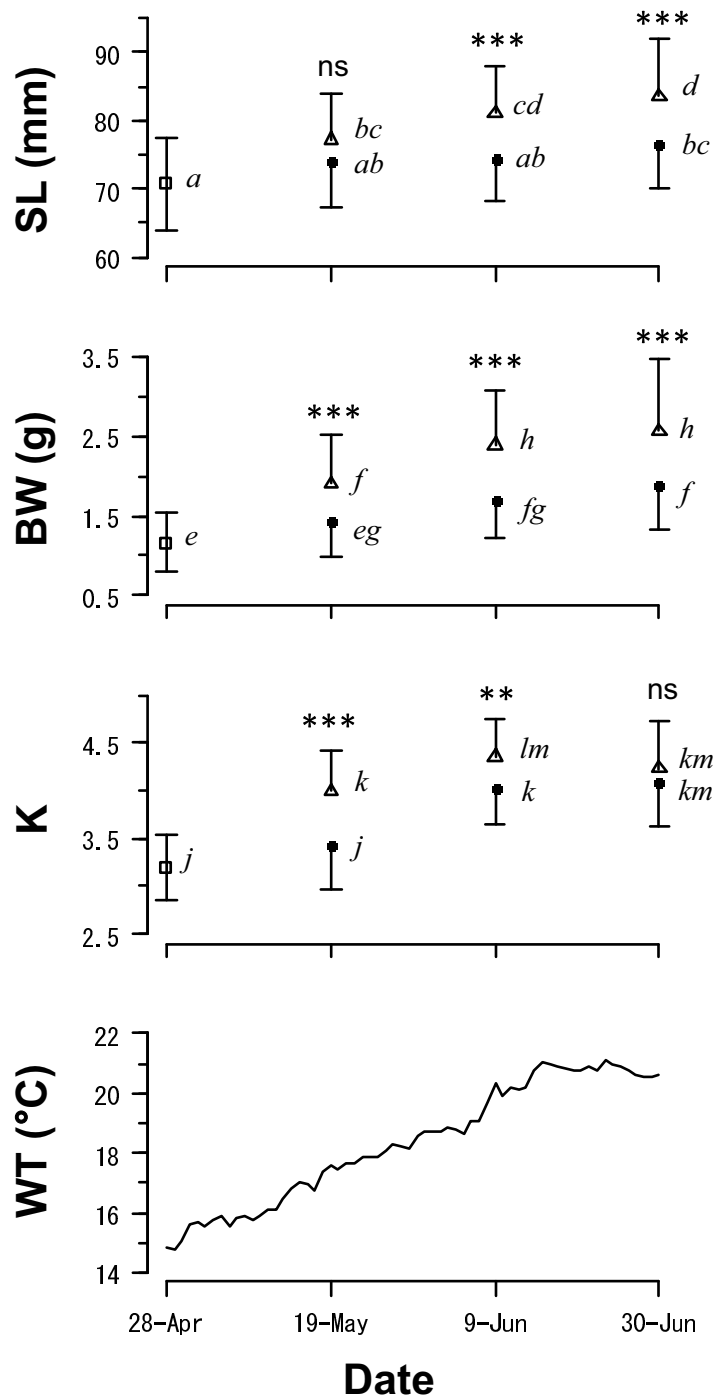 SL (mm)
90
80
70
60
a
ns
bc
ab
***
cd
ab
***
d
bc
BW (g)
3.5
2.5
1.5
0.5
e
***
f
eg
***
h
fg
***
h
f
K
4.5
3.5
2.5
j
***
k
j
**
lm
k
ns
km
km
WT (°C)
22
20
18
16
14
28-Apr 19-May 9-Jun 30-Jun
Date